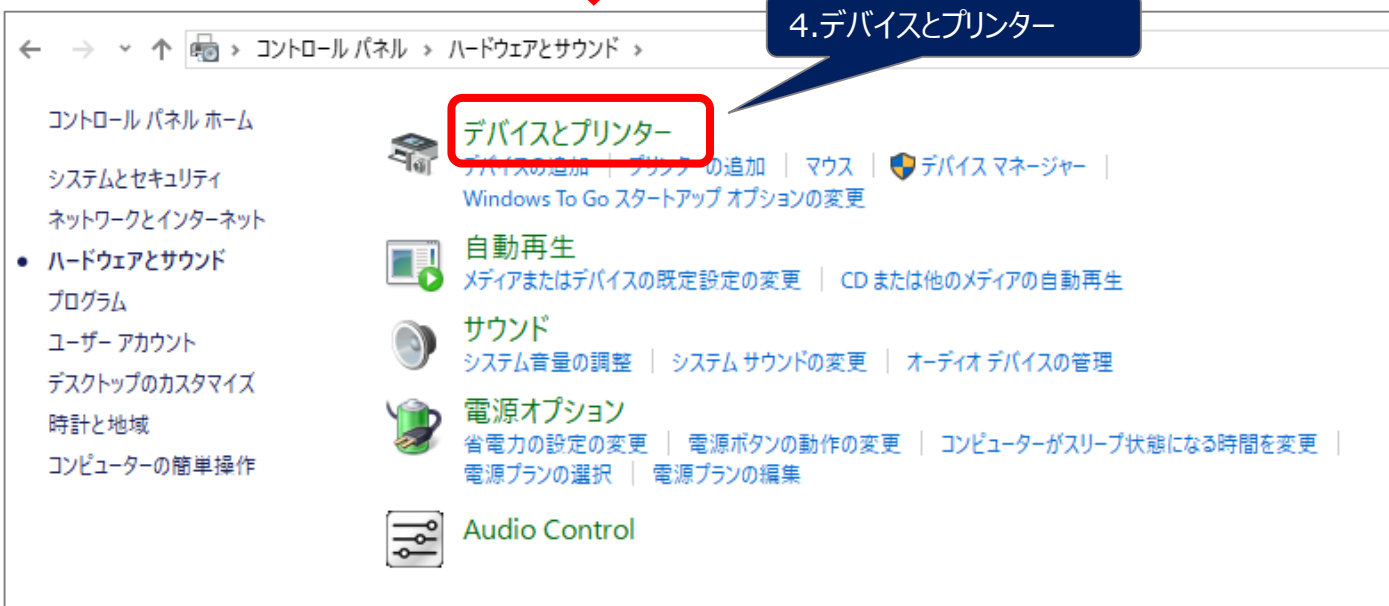 4.デバイスとプリンター
コントロール パネル › ハードウェアとサウンド ›
コントロール パネル ホーム
システムとセキュリティ
ネットワークとインターネット
ハードウェアとサウンド
プログラム
ユーザー アカウント
デスクトップのカスタマイズ
時計と地域
コンピューターの簡単操作
デバイスとプリンター
デバイスの追加 | プリンターの追加 | マウス | デバイス マネージャー |
Windows To Go スタートアップ オプションの変更
自動再生
メディアまたはデバイスの既定設定の変更 | CD または他のメディアの自動再生
サウンド
システム音量の調整 | システム サウンドの変更 | オーディオ デバイスの管理
電源オプション
省電力の設定の変更 | 電源ボタンの動作の変更 | コンピューターがスリープ状態になる時間を変更 |
電源プランの選択 | 電源プランの編集
Audio Control